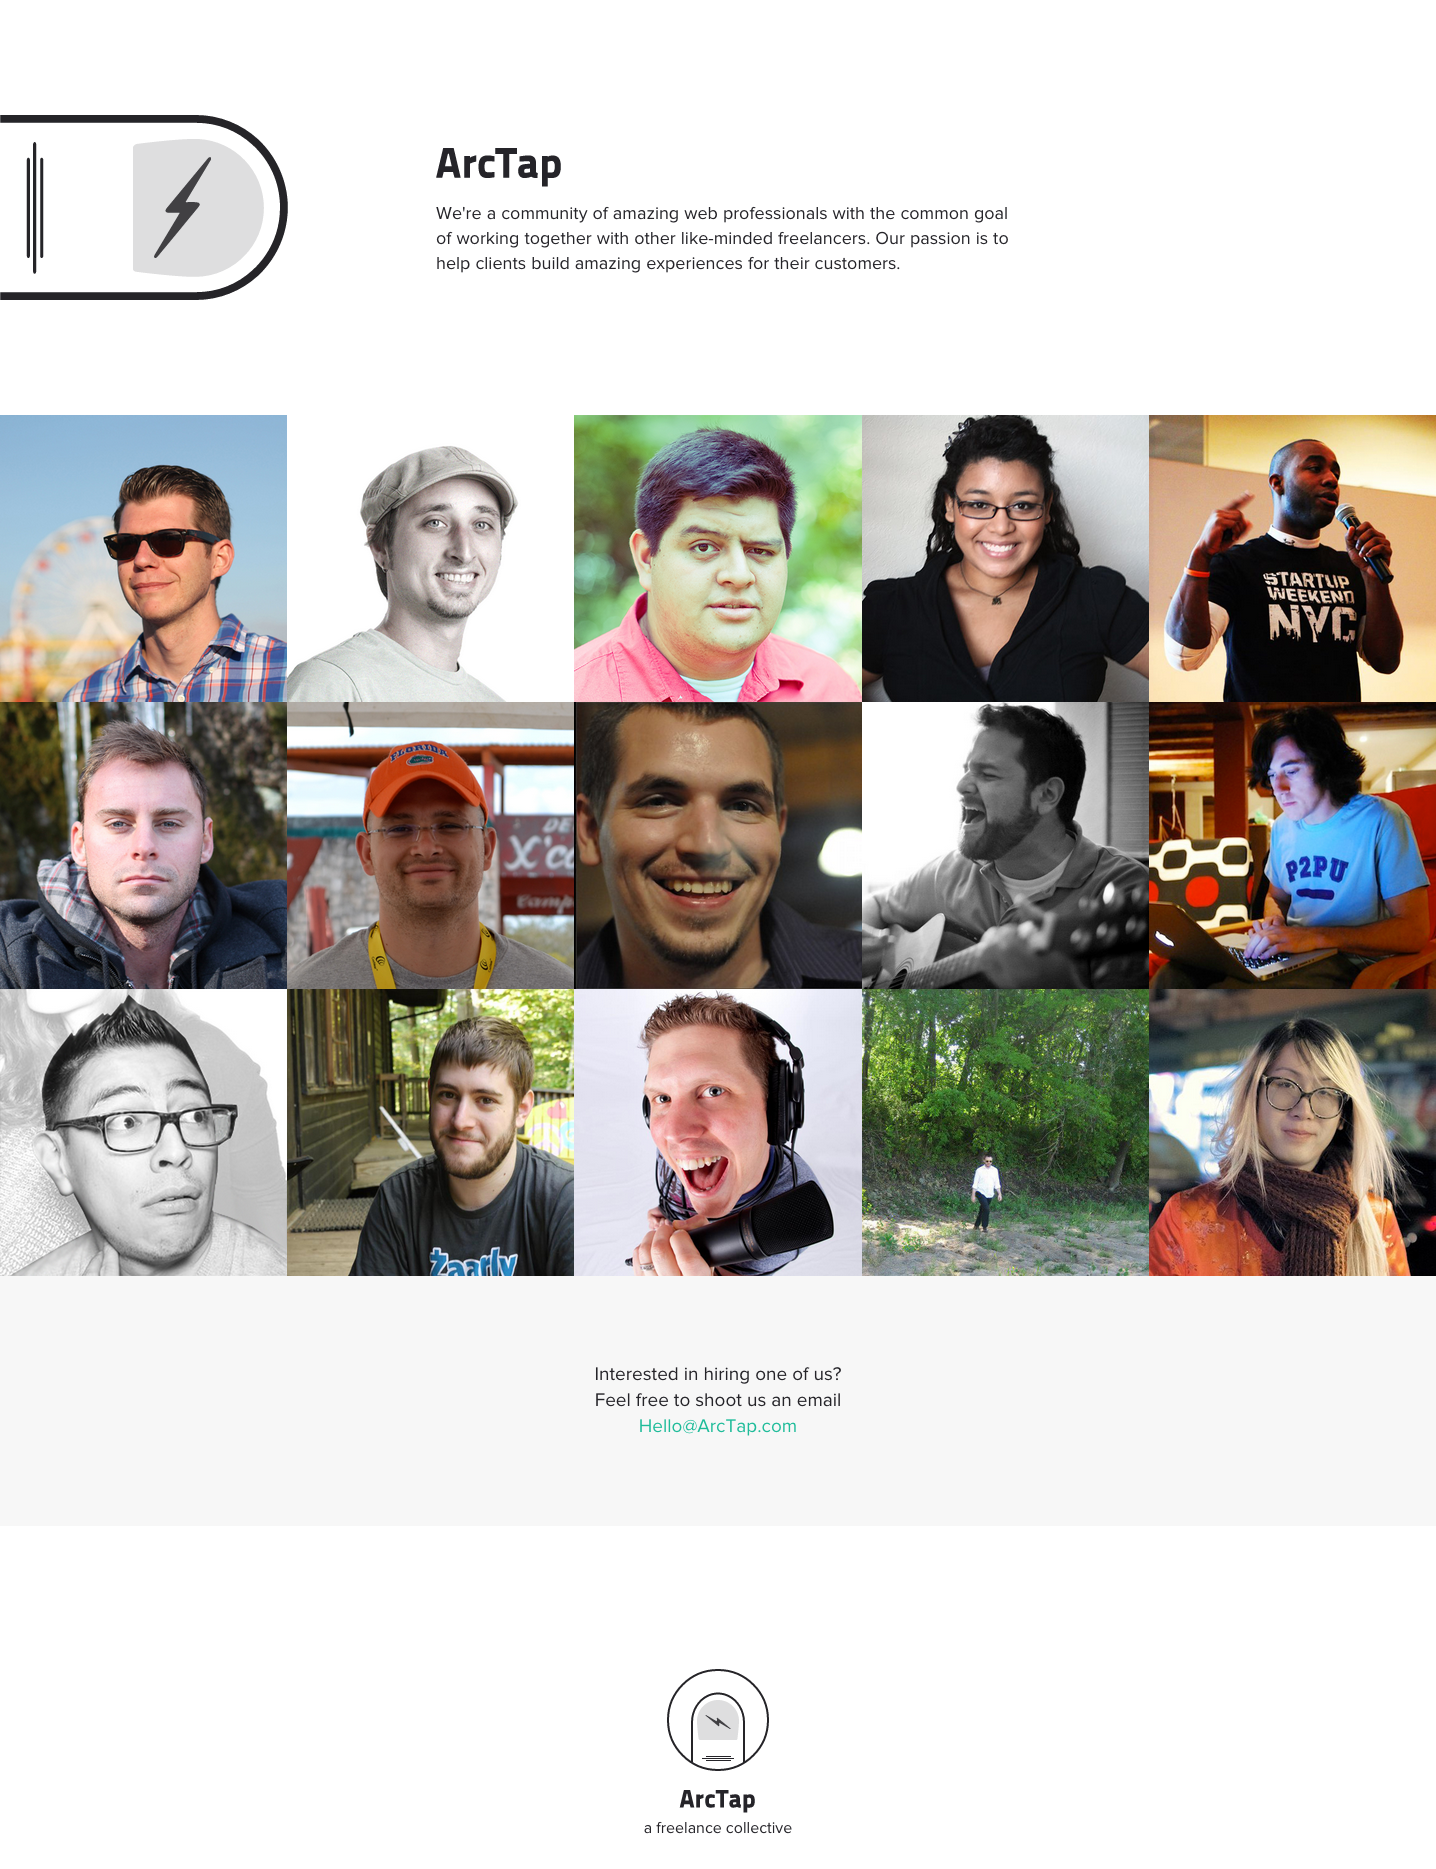 ArcTap
We're a community of amazing web professionals with the common goal
of working together with other like-minded freelancers. Our passion is to
help clients build amazing experiences for their customers.
STARTUP
WEEKEND
NYC
FLORIDA
DE
X'c
Camp
P2PU
Zaarly
Interested in hiring one of us?
Feel free to shoot us an email
Hello@ArcTap.com
ArcTap
a freelance collective